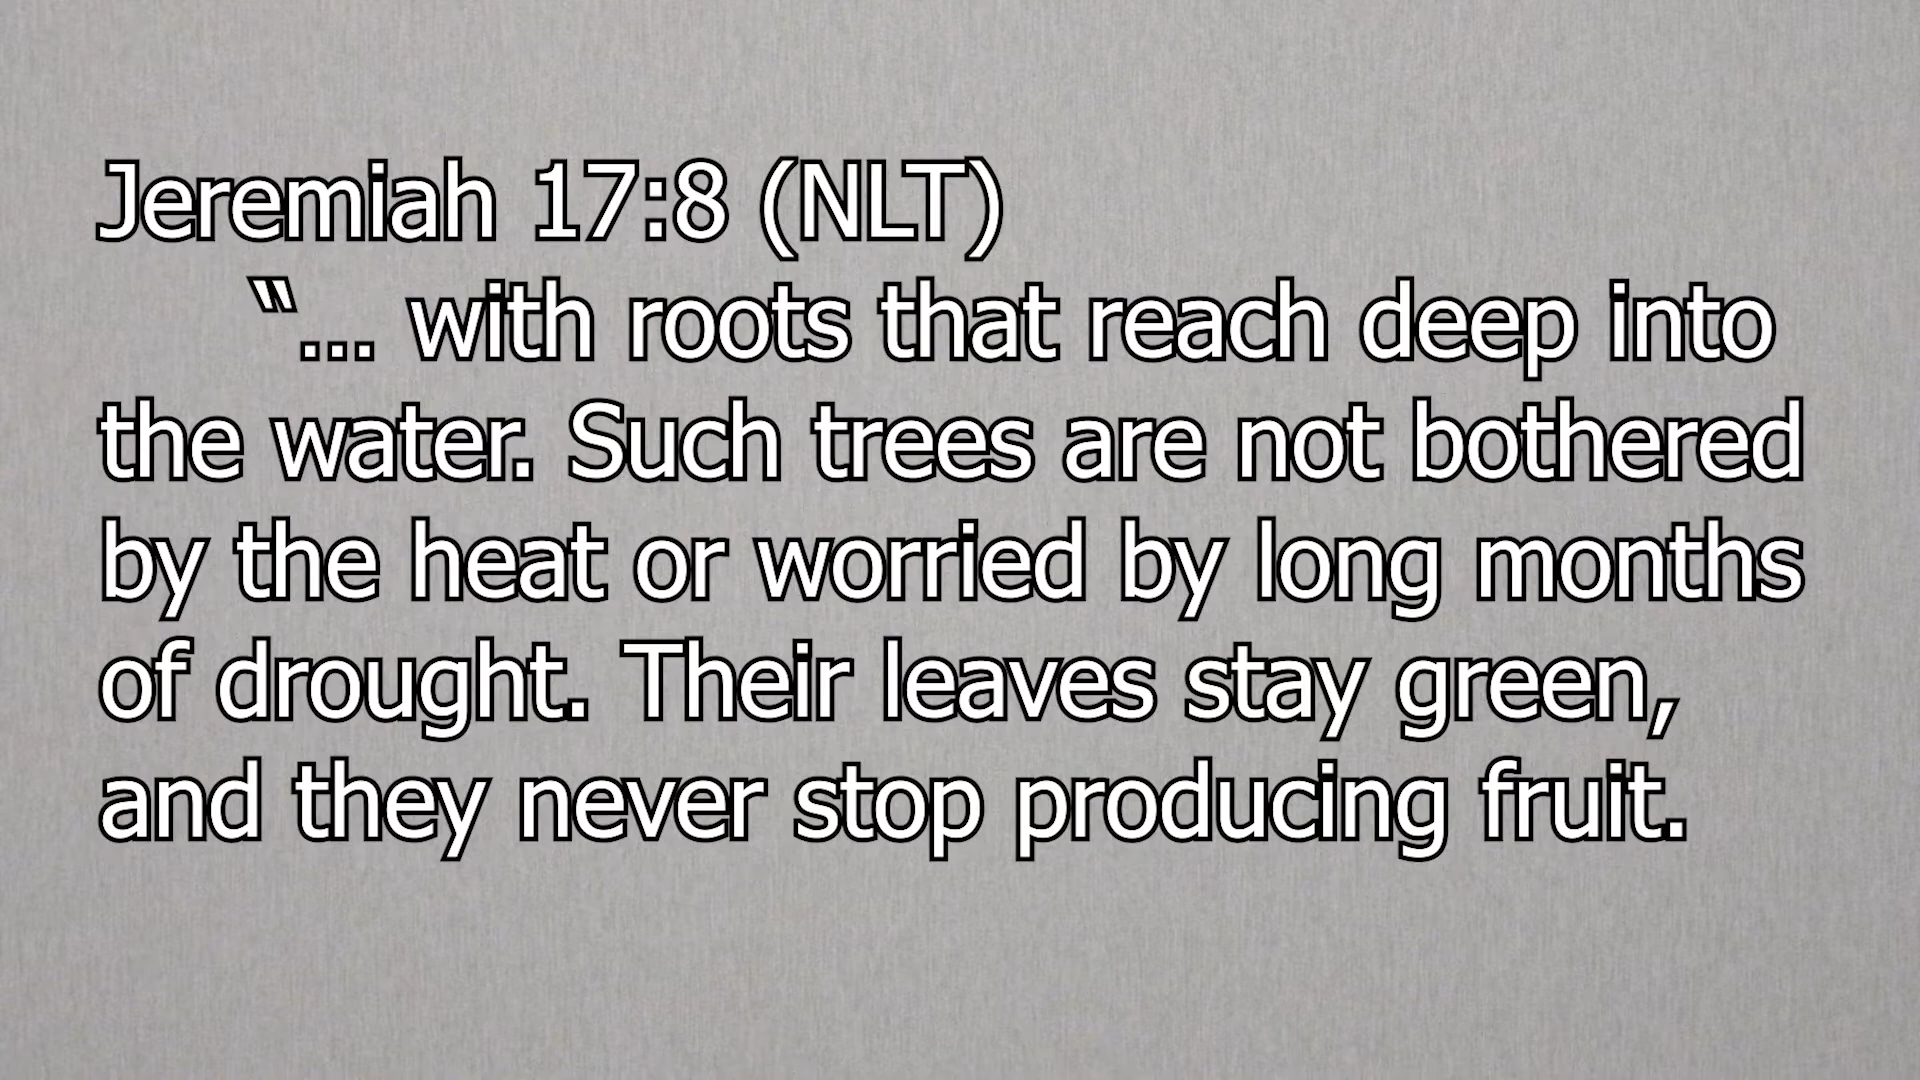 Jeremiah 17:8 (NLT)
“... with roots that reach deep into
the water. Such trees are not bothered
by the heat or worried by long months
of drought. Their leaves stay green,
and they never stop producing fruit.